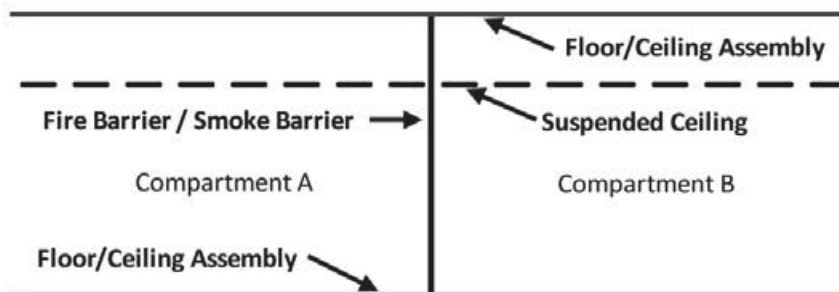 Floor/Ceiling Assembly
Fire Barrier / Smoke Barrier
Suspended Ceiling
Compartment A
Compartment B
Floor/Ceiling Assembly